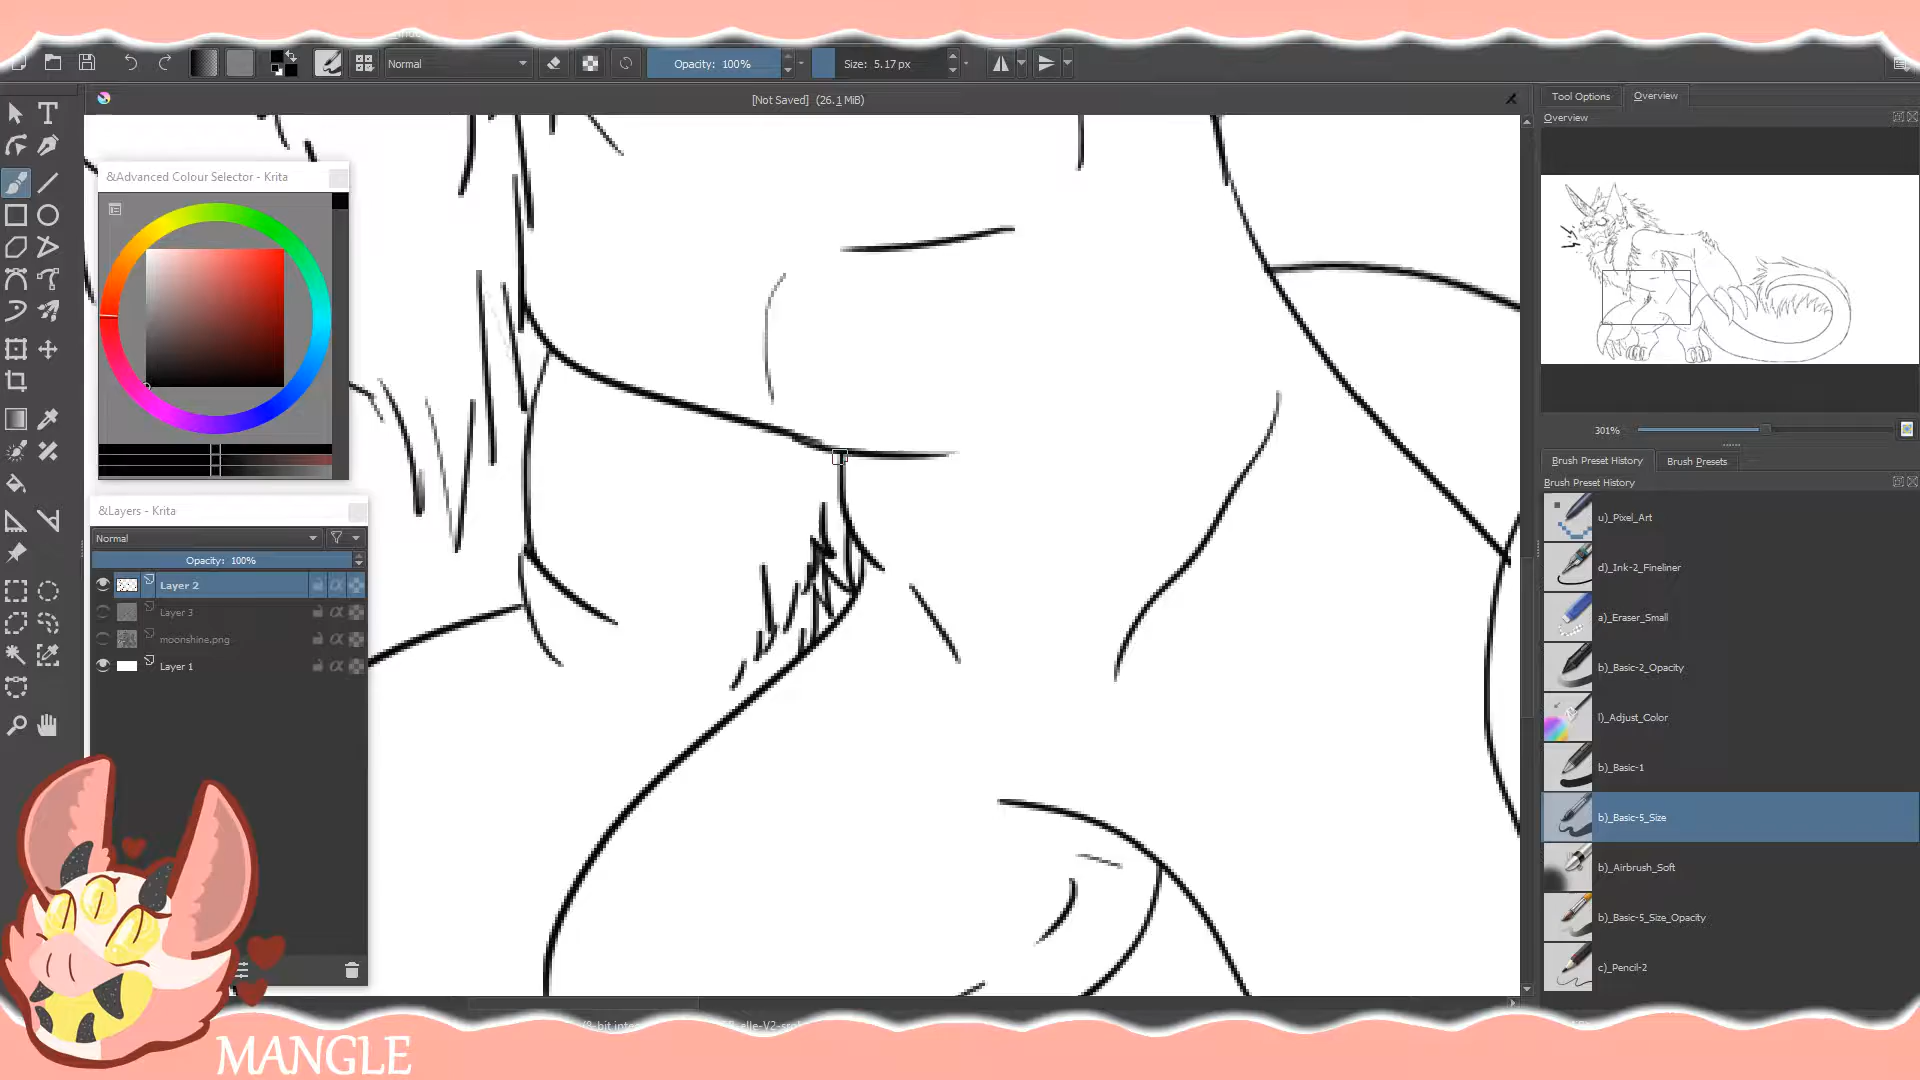 Normal
Opacity: 100%
Size: 5.17 px
[Not Saved] (26.1 MiB)
Tool Options
Overview
Overview
&Advanced Colour Selector - Krita
301%
Brush Preset History
Brush Presets
Brush Preset History
u)_Pixel_Art
d)_Ink-2_Fineliner
a)_Eraser_Small
b)_Basic-2_Opacity
l)_Adjust_Color
b)_Basic-1
b)_Basic-5_Size
b)_Airbrush_Soft
b)_Basic-5_Size_Opacity
c)_Pencil-2
&Layers - Krita
Normal
Opacity: 100%
Layer 2
Layer 3
moonshine.png
Layer 1
MANGLE